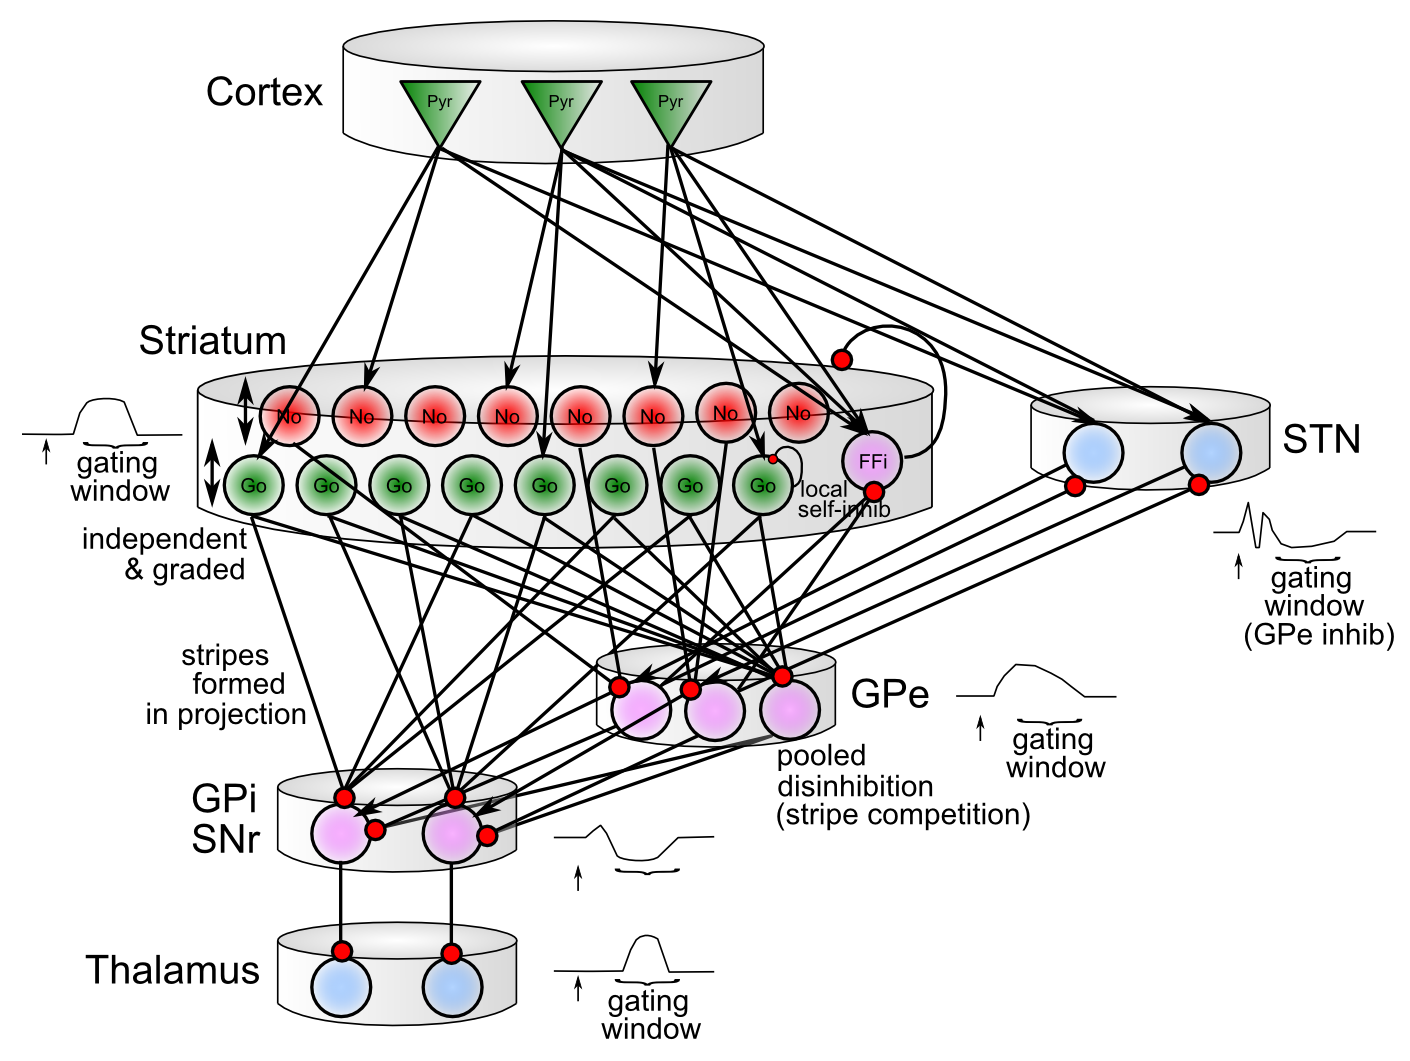 Cortex
Pyr
Pyr
Pyr
Striatum
No
No
No
No
No
No
No
No
Go
Go
Go
Go
Go
Go
Go
Go
FFi
local
self-inhib
gating
window
independent
& graded
STN
gating
window
(GPe inhib)
stripes
formed
in projection
GPe
gating
window
pooled
disinhibition
(stripe competition)
GPi
SNr
Thalamus
gating
window